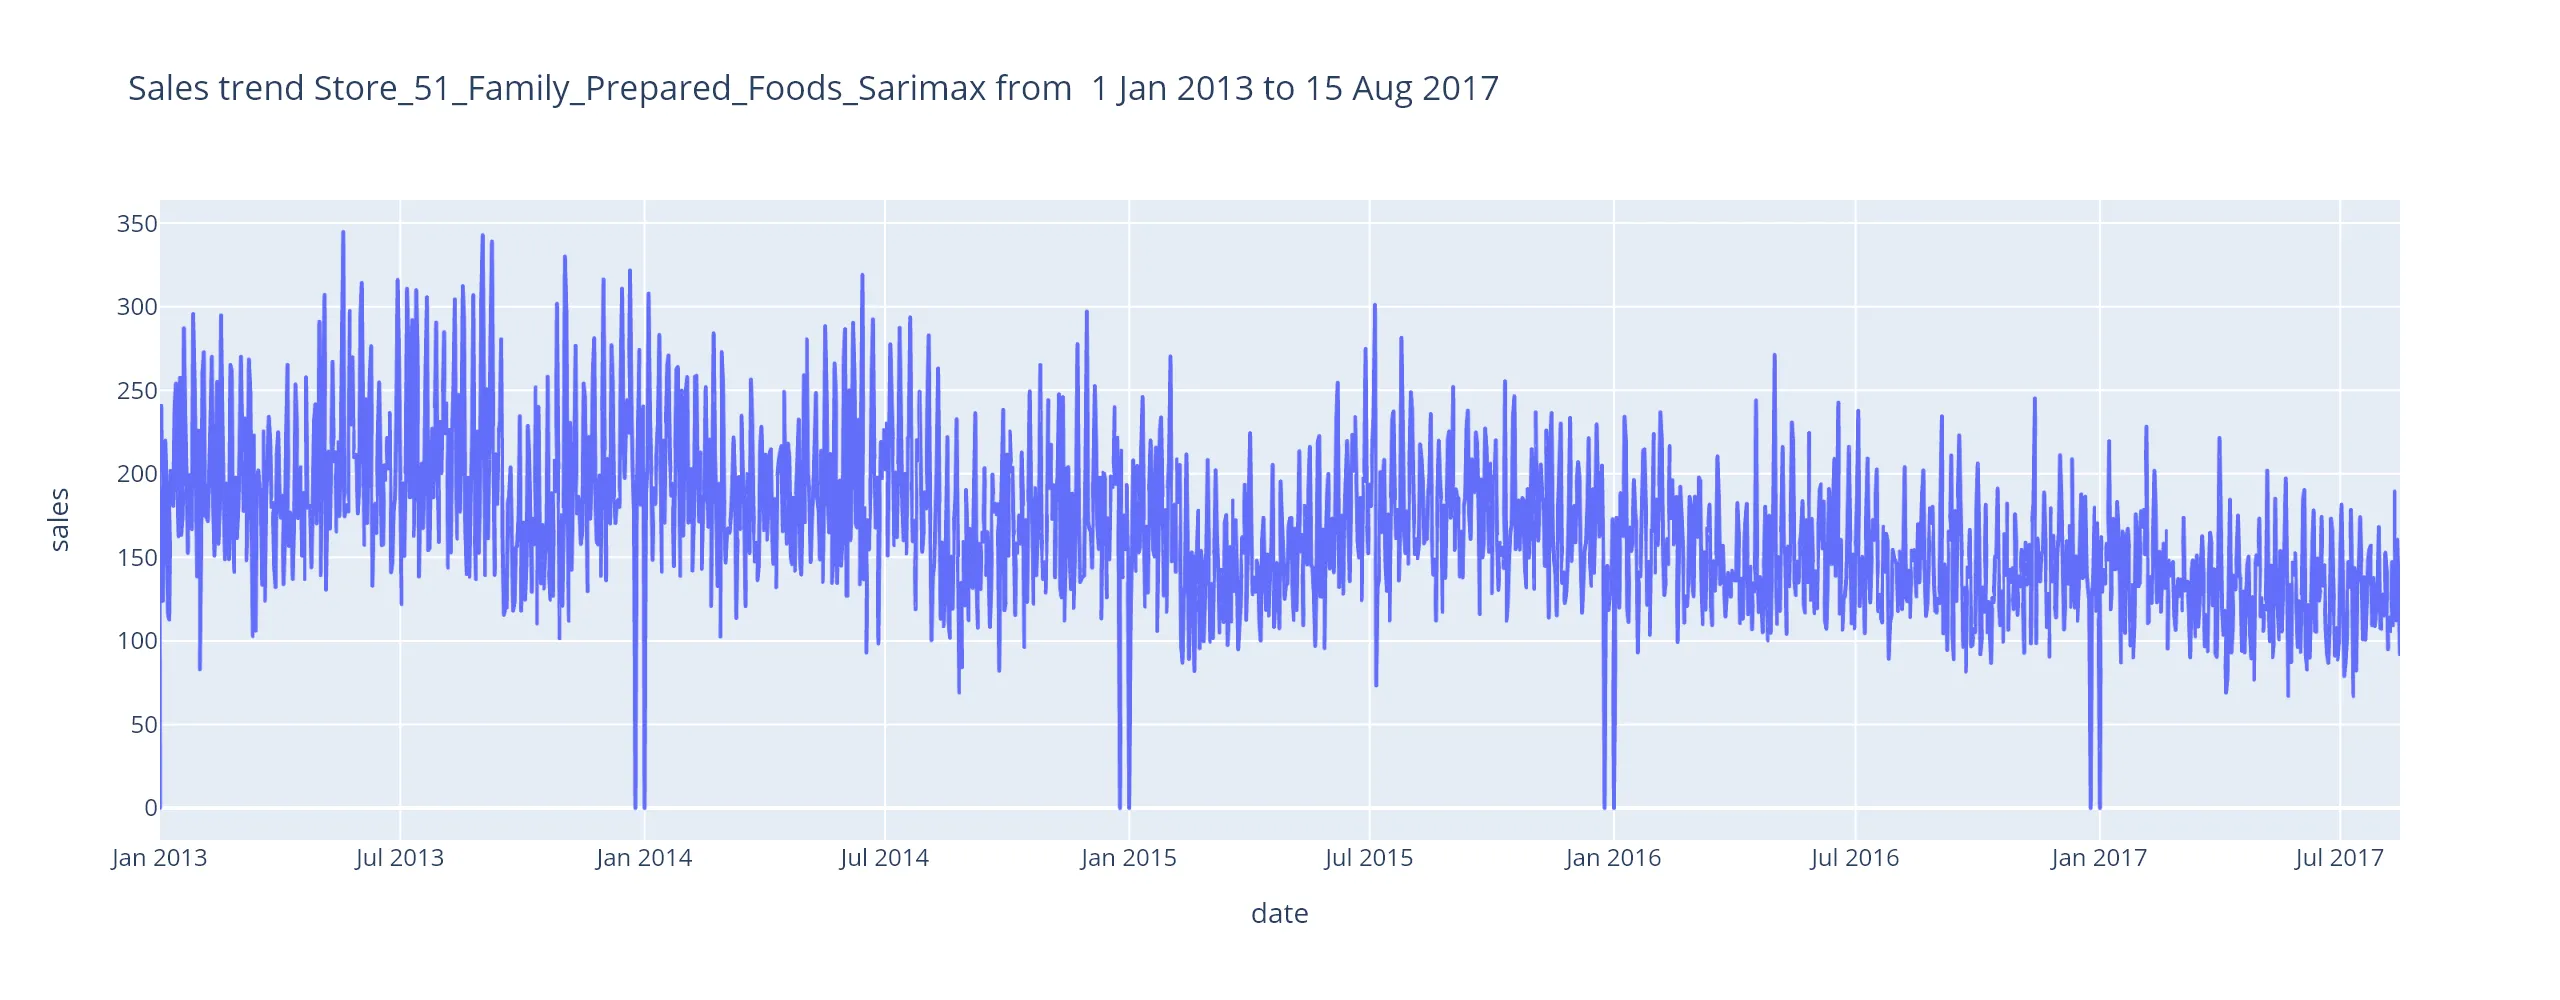 Sales trend Store_51_Family_Prepared_Foods_Sarimax from  1 Jan 2013 to 15 Aug 2017
350
300
250
200
150
100
50
0
sales
Jan 2013 Jul 2013 Jan 2014 Jul 2014 Jan 2015 Jul 2015 Jan 2016 Jul 2016 Jan 2017 Jul 2017
date